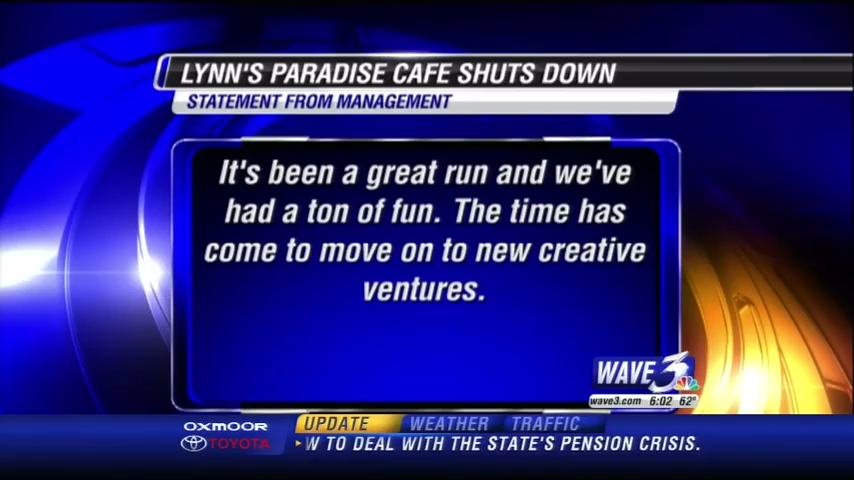 LYNN'S PARADISE CAFE SHUTS DOWN
STATEMENT FROM MANAGEMENT
It's been a great run and we've
had a ton of fun. The time has
come to move on to new creative
ventures.
WAVE 3
wave3.com 6:02 62°
OXMOOR
TOYOTA
UPDATE WEATHER TRAFFIC
W TO DEAL WITH THE STATE'S PENSION CRISIS.